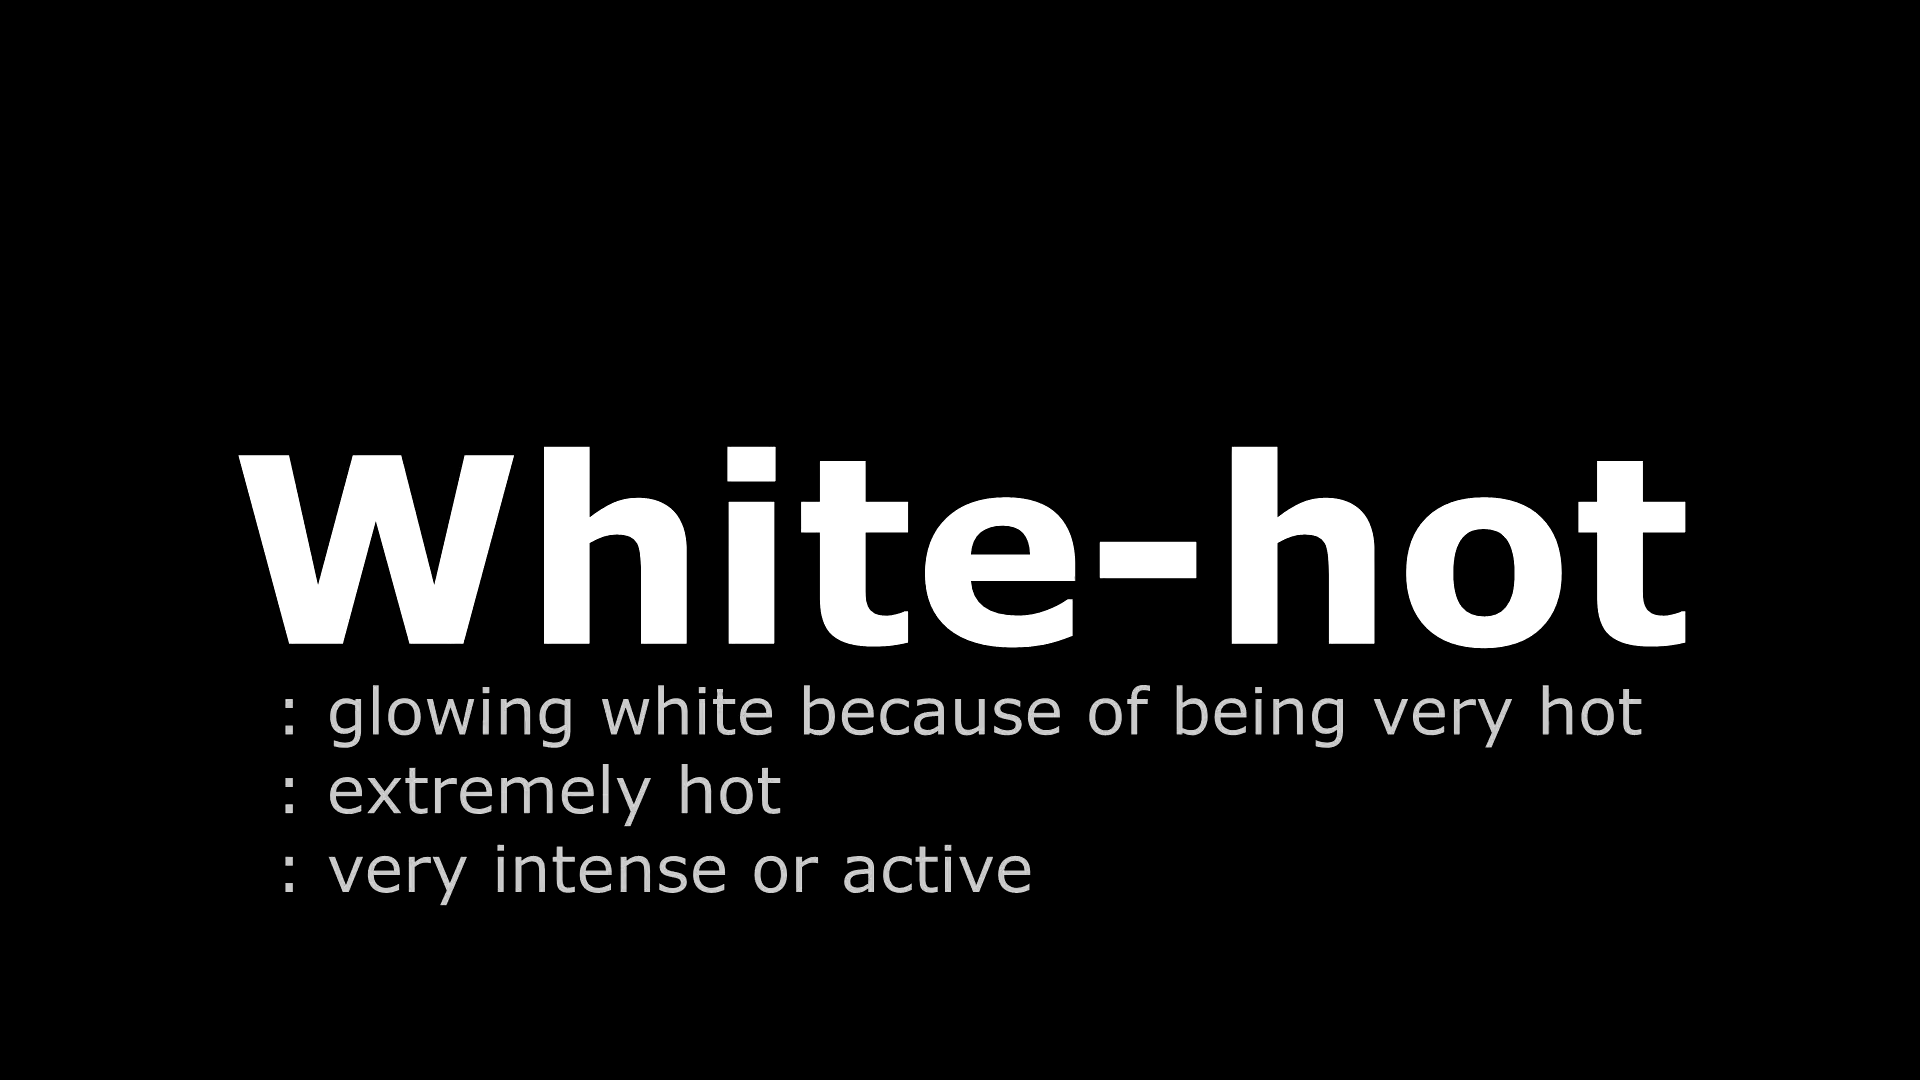 White-hot
: glowing white because of being very hot
: extremely hot
: very intense or active